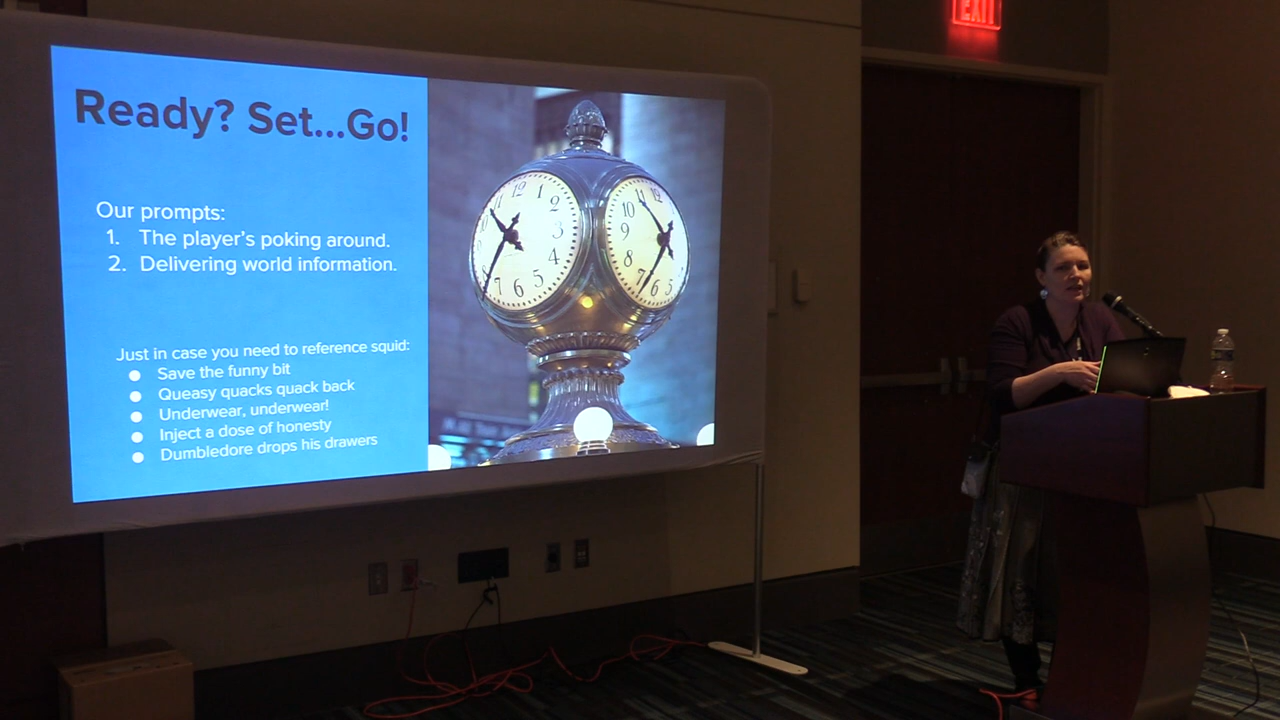 EXIT
Ready? Set...Go!
Our prompts:
1. The player's poking around.
2. Delivering world information.
Just in case you need to reference squid:
● Save the funny bit
● Queasy quacks quack back
● Underwear, underwear!
● Inject a dose of honesty
● Dumbledore drops his drawers